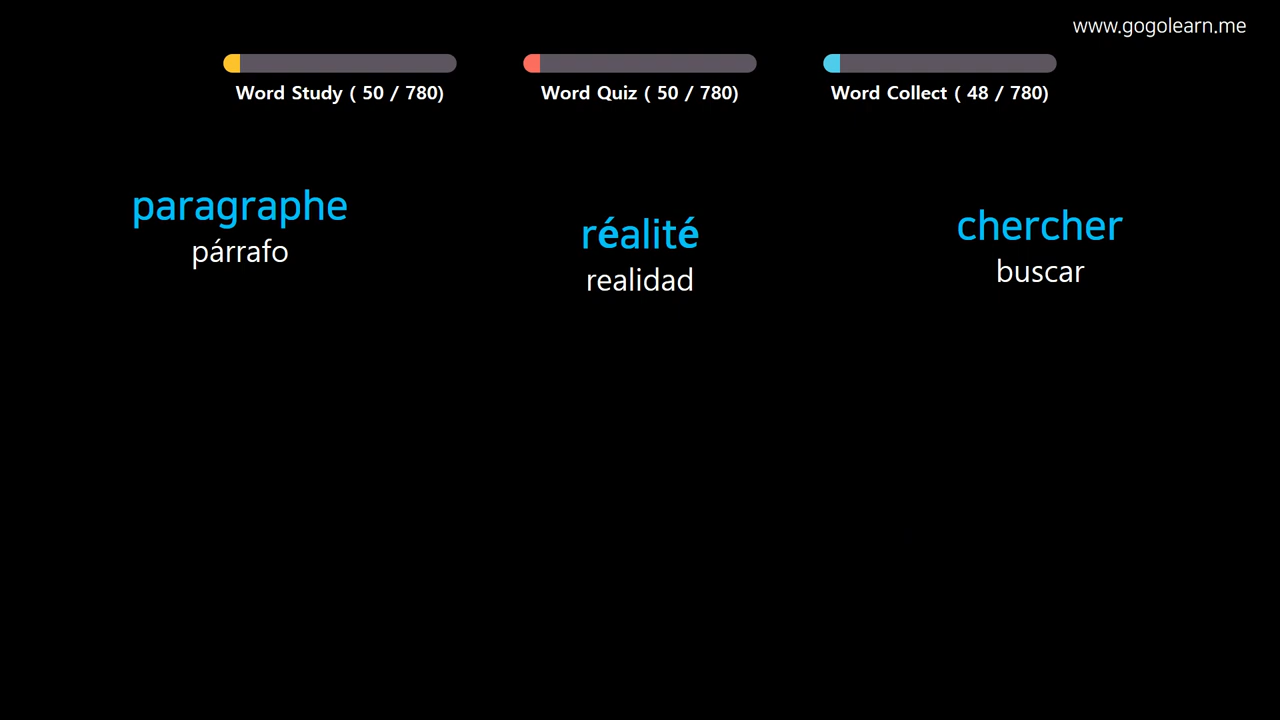 www.gogolearn.me
Word Study ( 50 / 780)
Word Quiz ( 50 / 780)
Word Collect ( 48 / 780)
paragraphe
párrafo
réalité
realidad
chercher
buscar